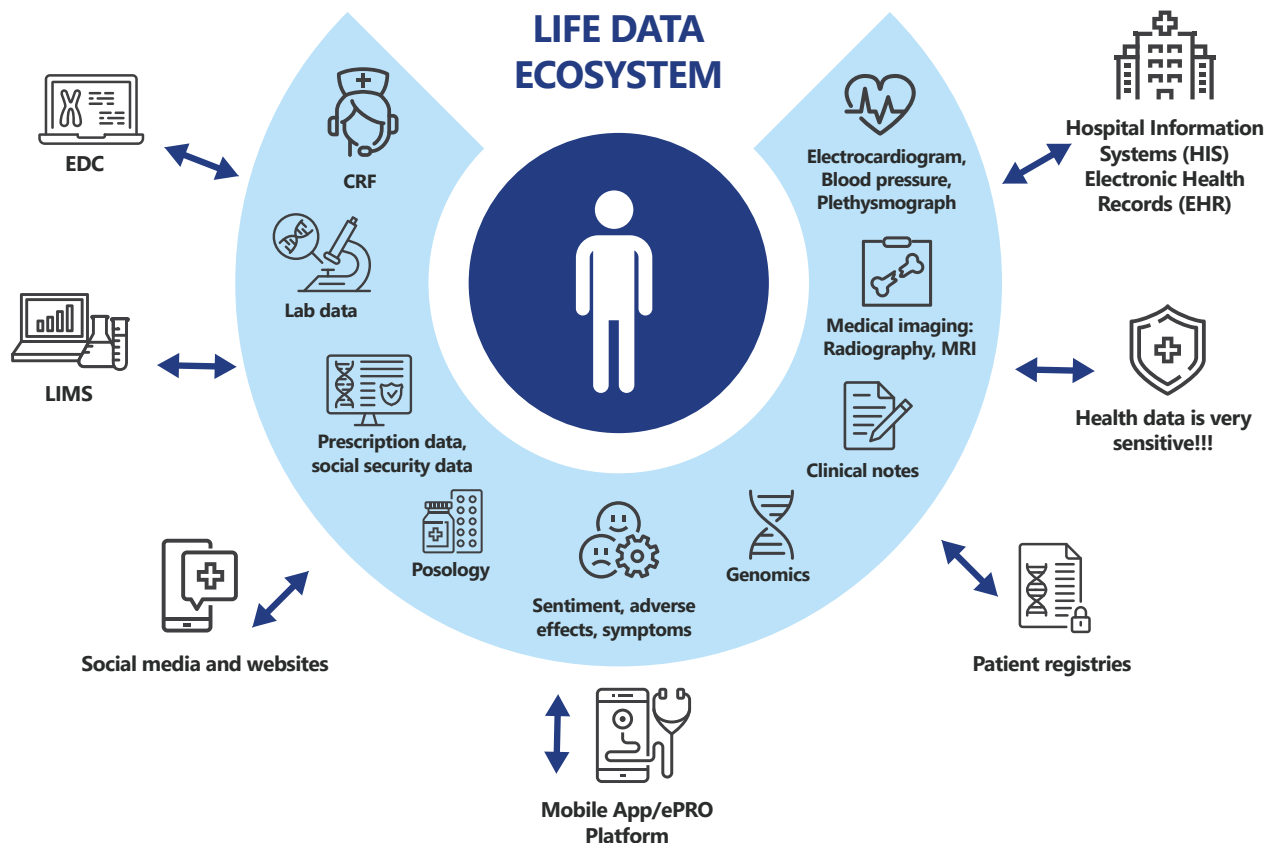 LIFE DATA
ECOSYSTEM
EDC
CRF
Electrocardiogram,
Blood pressure,
Plethysmograph
Hospital Information
Systems (HIS)
Electronic Health
Records (EHR)
Lab data
Medical imaging:
Radiography, MRI
LIMS
Health data is very
sensitive!!!
Prescription data,
social security data
Clinical notes
Posology
Genomics
Sentiment, adverse
effects, symptoms
Social media and websites
Patient registries
Mobile App/ePRO
Platform